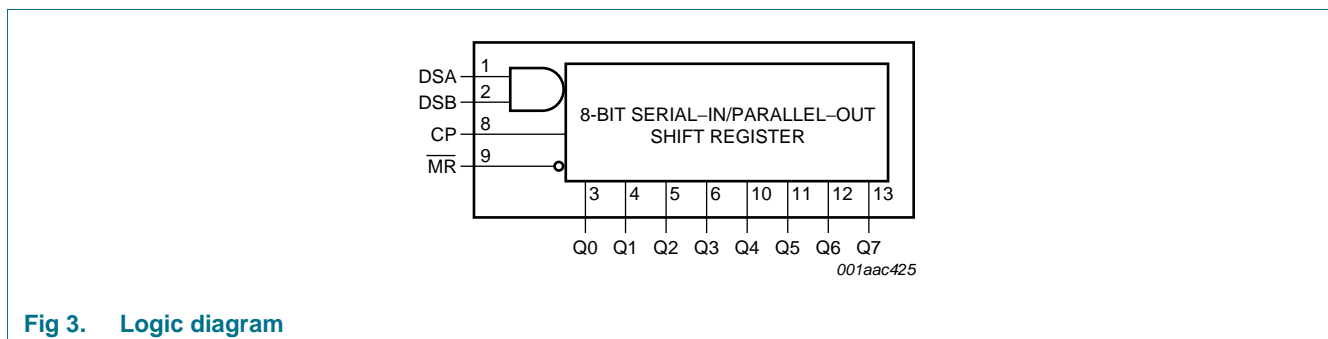 DSA 1
DSB 2
CP 8
MR 9
8-BIT SERIAL–IN/PARALLEL–OUT
SHIFT REGISTER
3 4 5 6 10 11 12 13
Q0 Q1 Q2 Q3 Q4 Q5 Q6 Q7
001aac425
Fig 3. Logic diagram